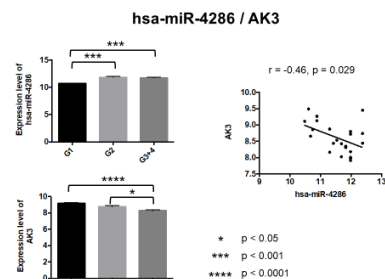 hsa-miR-4286 / AK3
Expression level of
hsa-miR-4286
15
10
5
0
***
***
G1
G2
G3+4
r = -0.46, p = 0.029
AK3
10.0
9.5
9.0
8.5
8.0
7.5
9 10 11 12 13
hsa-miR-4286
Expression level of
AK3
10
8
6
4
2
0
****
*
* p < 0.05
*** p < 0.001
**** p < 0.0001